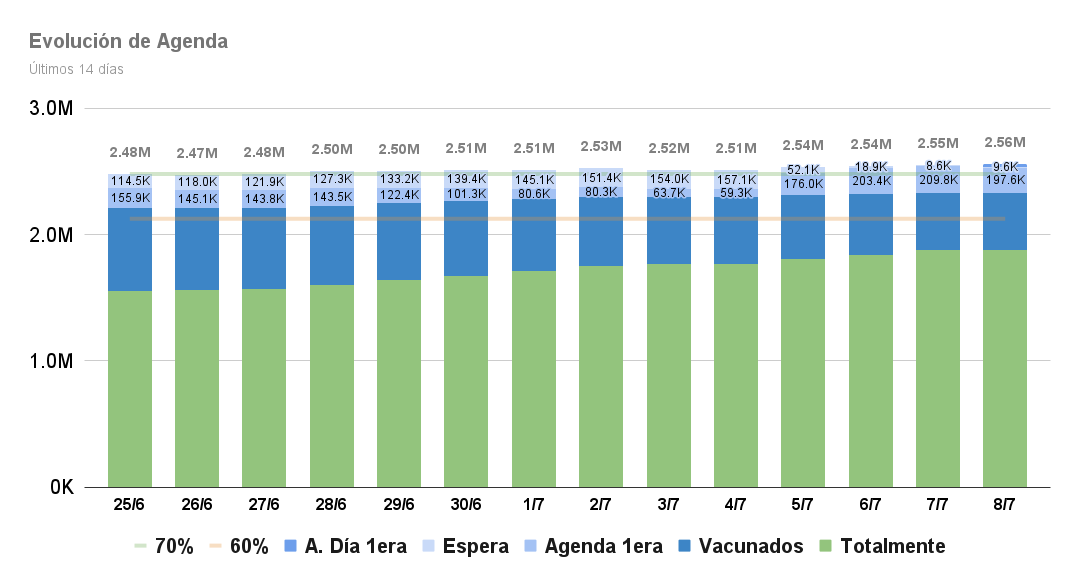 Evolución de Agenda
Últimos 14 días
3.0M
2.48M 2.47M 2.48M 2.50M 2.50M 2.51M 2.51M 2.53M 2.52M 2.51M 2.54M 2.54M 2.55M 2.56M
114.5K 118.0K 121.9K 127.3K 133.2K 139.4K 145.1K 151.4K 154.0K 157.1K 52.1K 18.9K 8.6K 9.6K
155.9K 145.1K 143.8K 143.5K 122.4K 101.3K 80.6K 80.3K 63.7K 59.3K 176.0K 203.4K 209.8K 197.6K
2.0M
1.0M
0K
25/6 26/6 27/6 28/6 29/6 30/6 1/7 2/7 3/7 4/7 5/7 6/7 7/7 8/7
70% 60% A. Día 1era Espera Agenda 1era Vacunados Totalmente